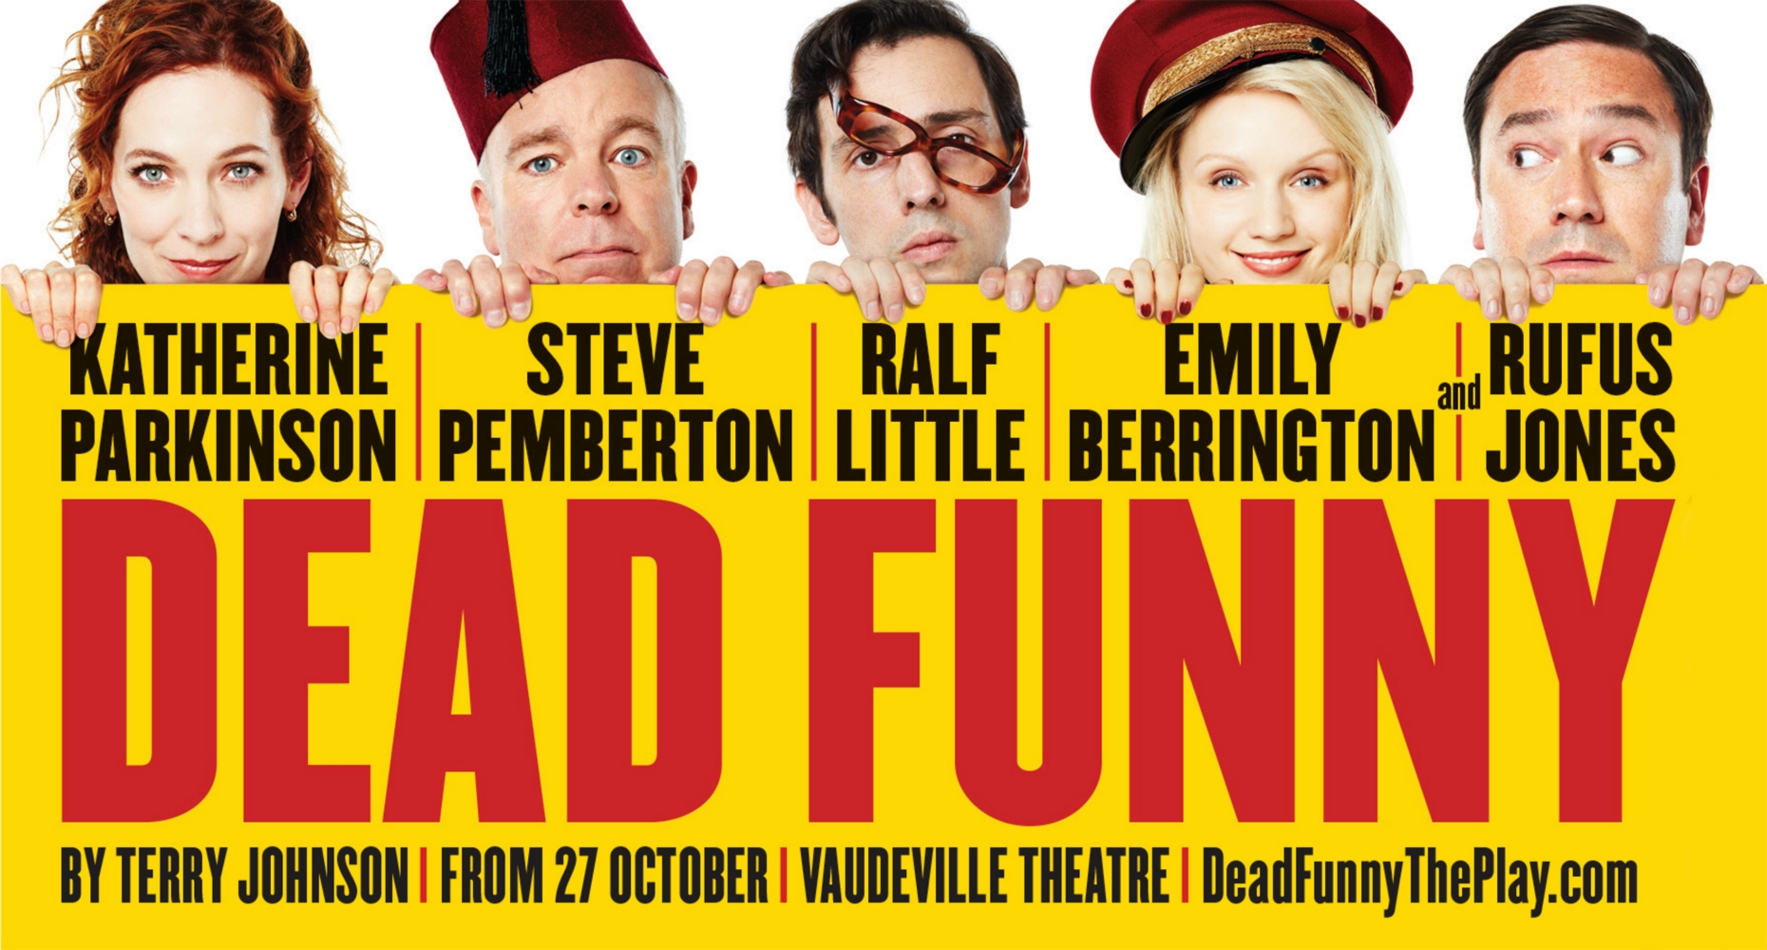 KATHERINE PARKINSON
STEVE PEMBERTON
RALF LITTLE
EMILY BERRINGTON
and
RUFUS JONES
DEAD FUNNY
BY TERRY JOHNSON | FROM 27 OCTOBER | VAUDEVILLE THEATRE | DeadFunnyThePlay.com